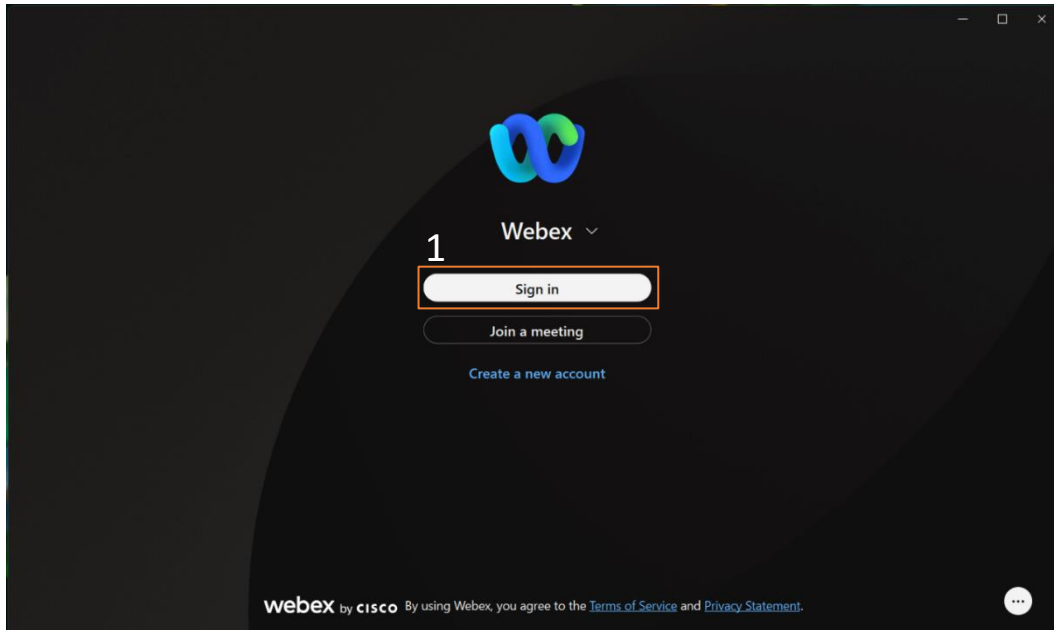 Webex
1
Sign in
Join a meeting
Create a new account
webex by CISCO By using Webex, you agree to the Terms of Service and Privacy Statement.